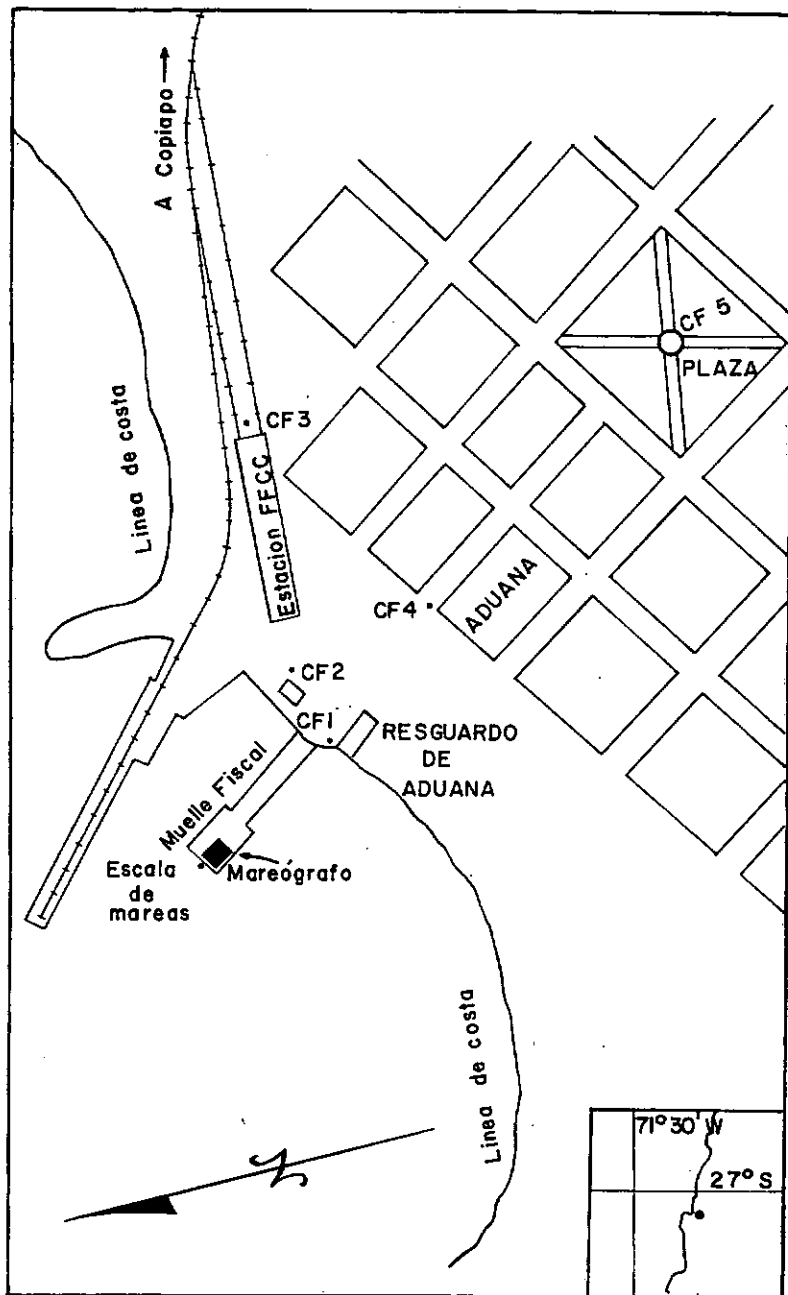 A Copiapo
Linea de costa
CF 5
PLAZA
CF3
Estacion FFCC
ADUANA
CF4
CF2
CF1
RESGUARDO
DE
ADUANA
Muelle Fiscal
Mareógrafo
Escala
de
mareas
Linea de costa
N
71° 30' W
27° S